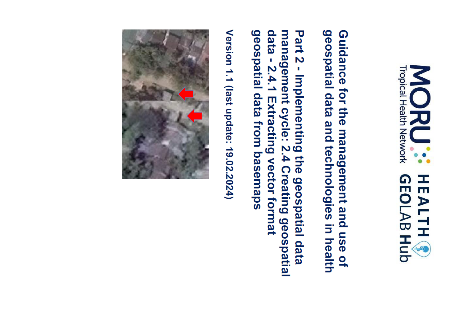 MORU
Tropical Health Network
HEALTH
GEOLAB Hub
Guidance for the management and use of
geospatial data and technologies in health
Part 2 - Implementing the geospatial data
management cycle: 2.4 Creating geospatial
data - 2.4.1 Extracting vector format
geospatial data from basemaps
Version 1.1 (last update: 19.02.2024)